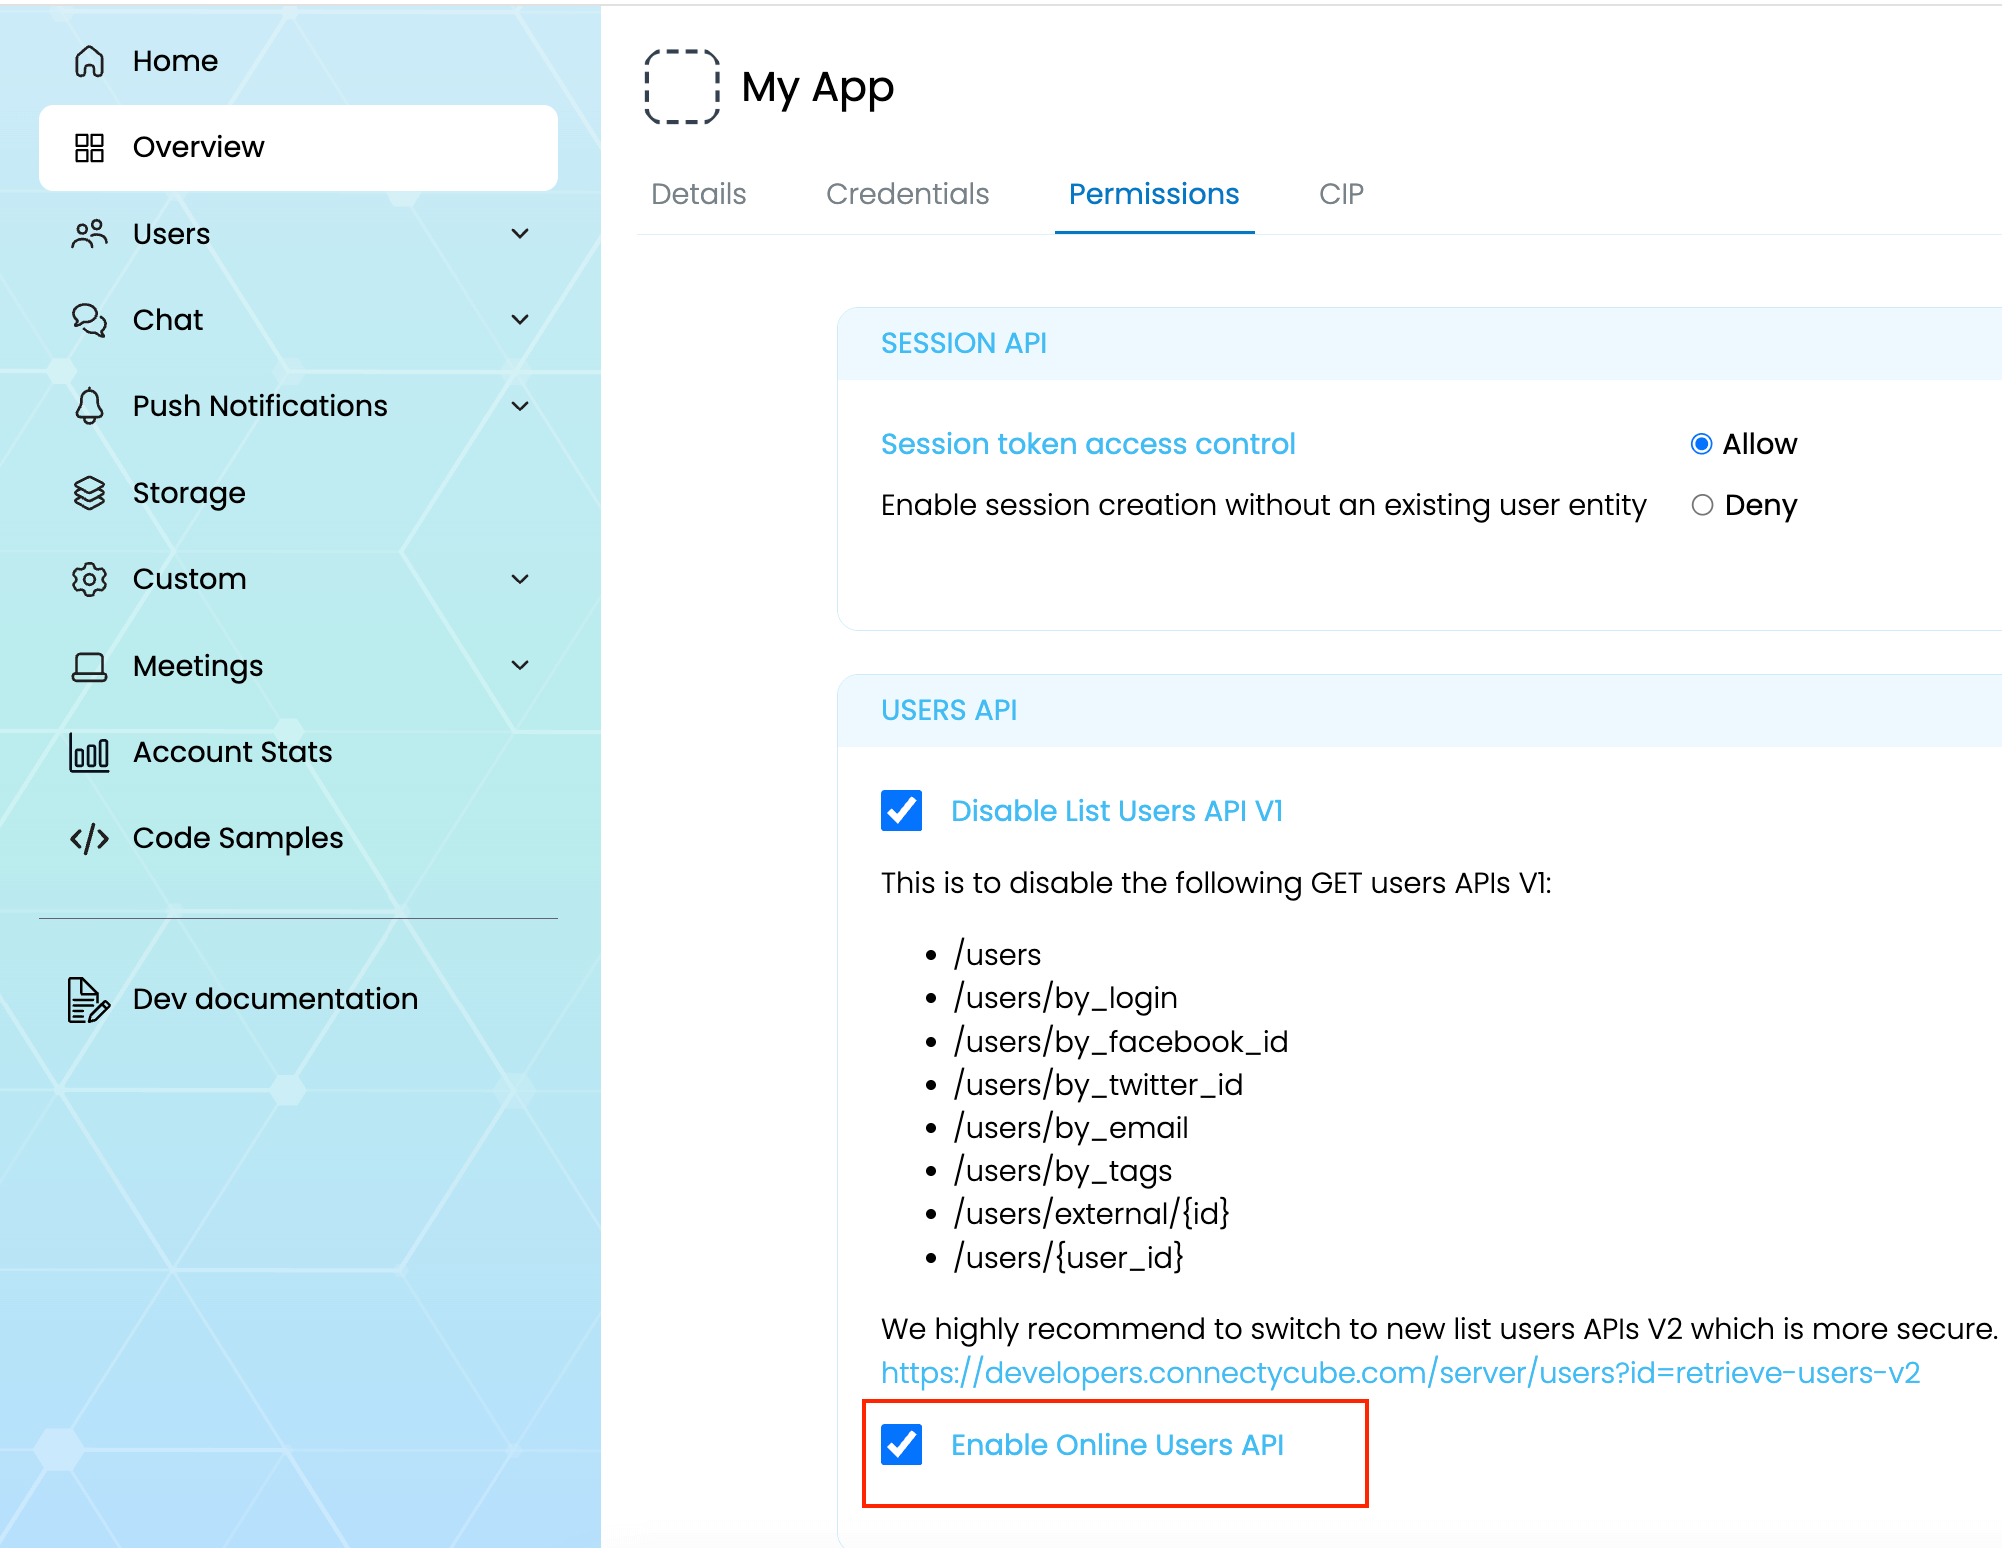 Home
Overview
Users
Chat
Push Notifications
Storage
Custom
Meetings
Account Stats
Code Samples
Dev documentation
My App
Details Credentials Permissions CIP
SESSION API
Session token access control
Allow
Enable session creation without an existing user entity
Deny
USERS API
Disable List Users API V1
This is to disable the following GET users APIs V1:
/users
/users/by_login
/users/by_facebook_id
/users/by_twitter_id
/users/by_email
/users/by_tags
/users/external/{id}
/users/{user_id}
We highly recommend to switch to new list users APIs V2 which is more secure.
https://developers.connectycube.com/server/users?id=retrieve-users-v2
Enable Online Users API